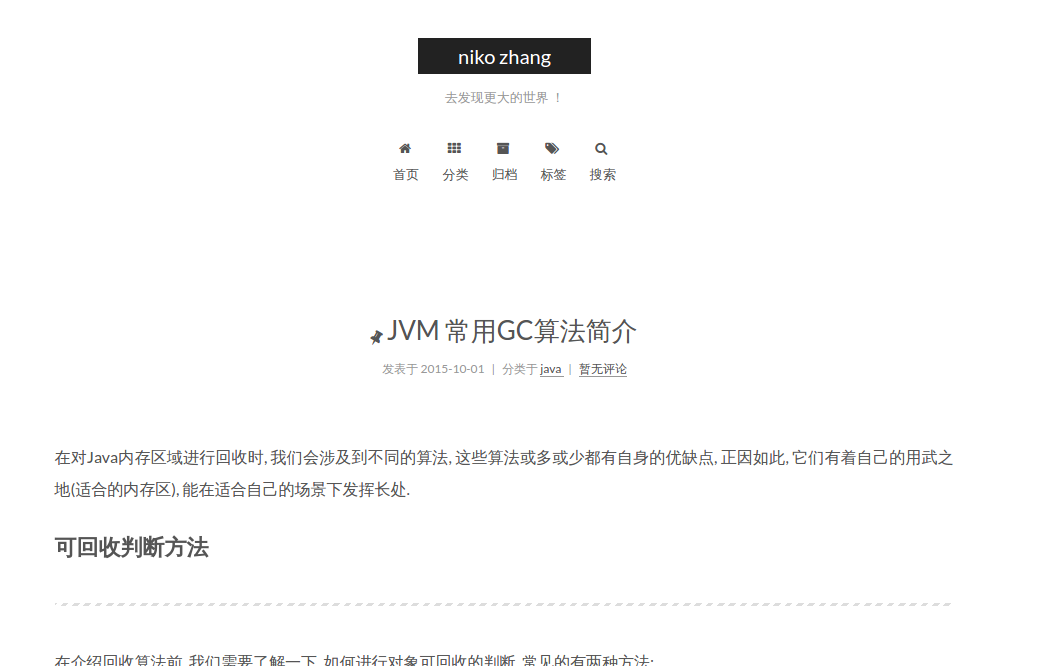 niko zhang
去发现更大的世界 ！
首页 分类 归档 标签 搜索
JVM 常用GC算法简介
发表于 2015-10-01 | 分类于 java | 暂无评论
在对Java内存区域进行回收时, 我们会涉及到不同的算法, 这些算法或多或少都有自身的优缺点, 正因如此, 它们有着自己的用武之
地(适合的内存区), 能在适合自己的场景下发挥长处.
可回收判断方法
在介绍回收算法前, 我们需要了解一下, 如何进行对象可回收的判断, 常见的有两种方法: